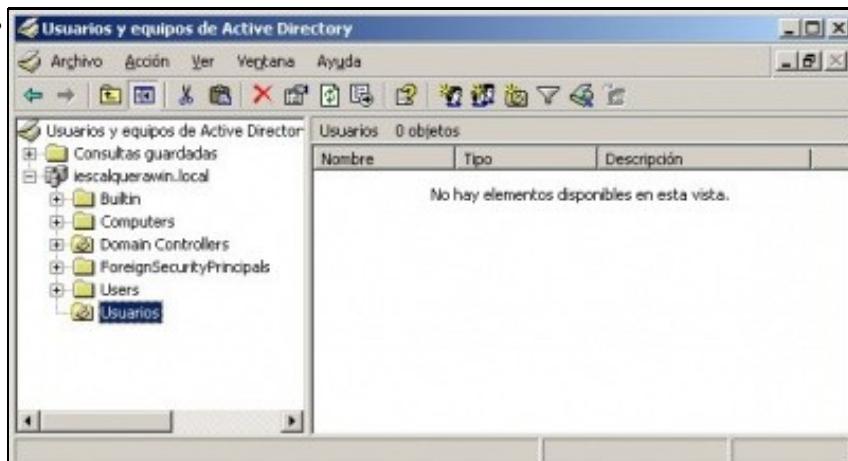 Usuarios y equipos de Active Directory
Archivo Acción Ver Ventana Ayuda
Usuarios y equipos de Active Director
Consultas guardadas
iescalquerawin.local
Builtin
Computers
Domain Controllers
ForeignSecurityPrincipals
Users
Usuarios
Usuarios 0 objetos
Nombre Tipo Descripción
No hay elementos disponibles en esta vista.